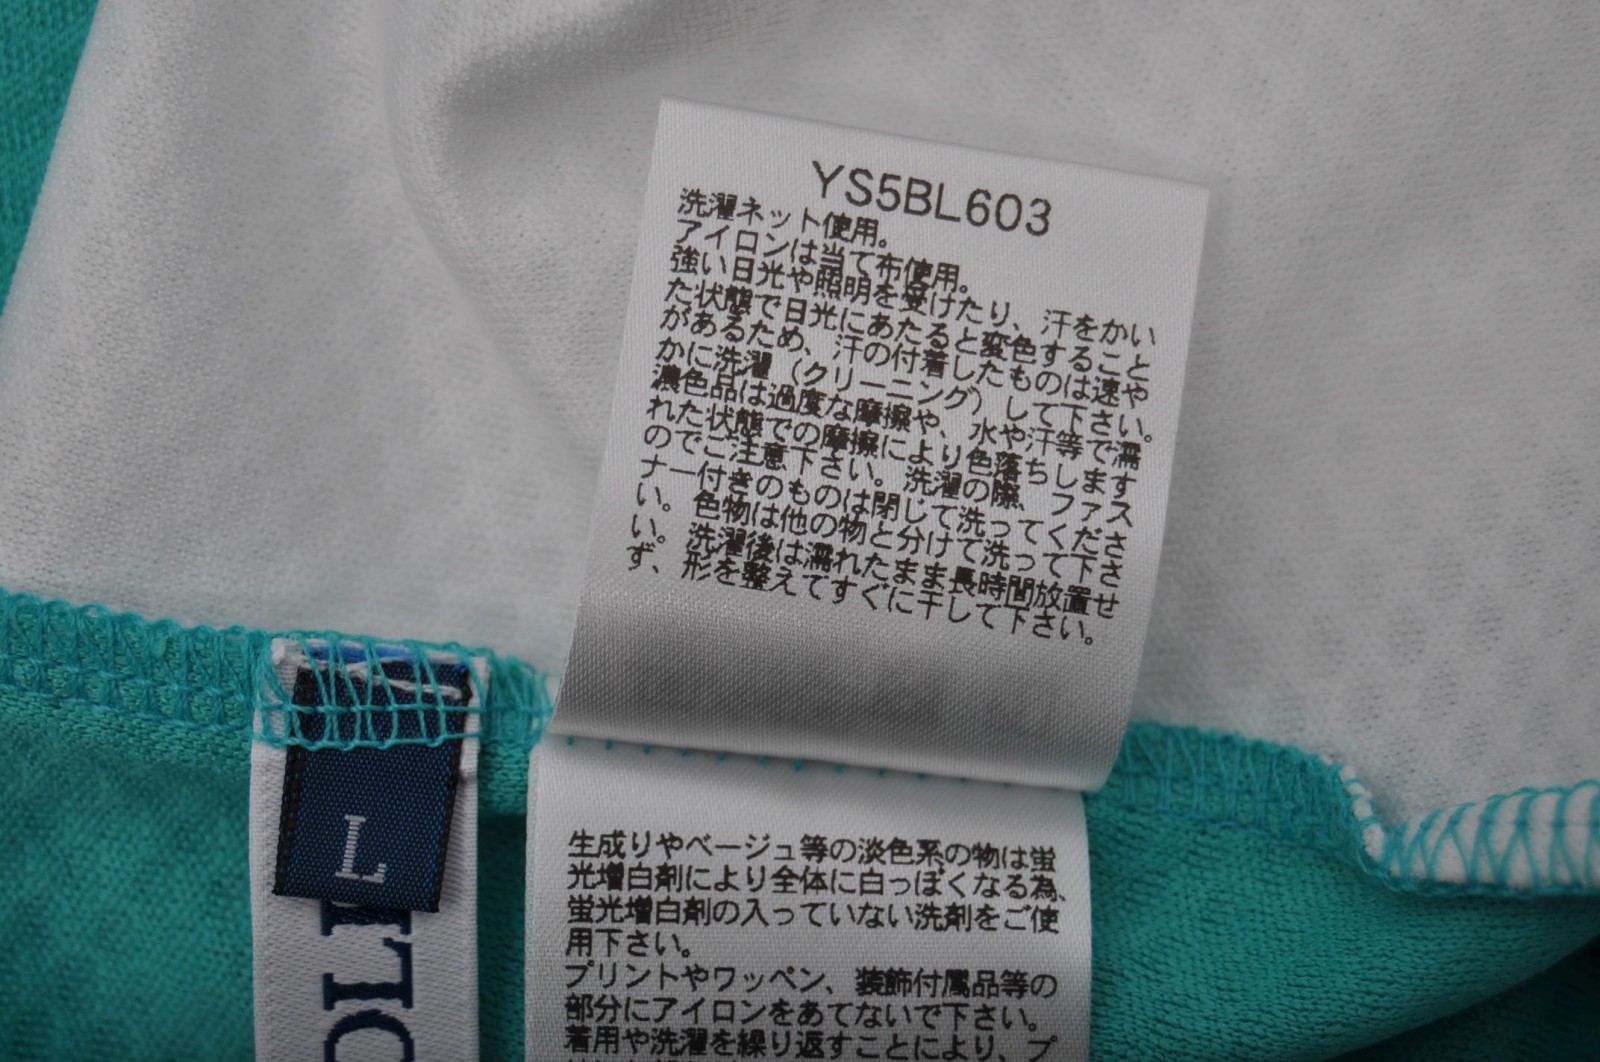 YS5BL603
洗濯ネット使用。
アイロンは当て布使用。
強い日光や照明を受けたり、汗をかい
た状態で日光にあたると変色すること
があるため、汗の付着したものは速や
かに洗濯（クリーニング）して下さい。
濃色品は過度な摩擦や、水や汗等で濡
れた状態での摩擦により色落ちします
のでご注意下さい。洗濯の際、ファス
ナー付きのものは閉じて洗ってくださ
い。色物は他の物と分けて洗って下さ
い。洗濯後は濡れたまま長時間放置せ
ず、形を整えてすぐに干して下さい。
L
生成りやベージュ等の淡色系の物は蛍
光増白剤により全体に白っぽくなる為、
蛍光増白剤の入っていない洗剤をご使
用下さい。
プリントやワッペン、装飾付属品等の
部分にアイロンをあてないで下さい。
着用や洗濯を繰り返すことにより、プ